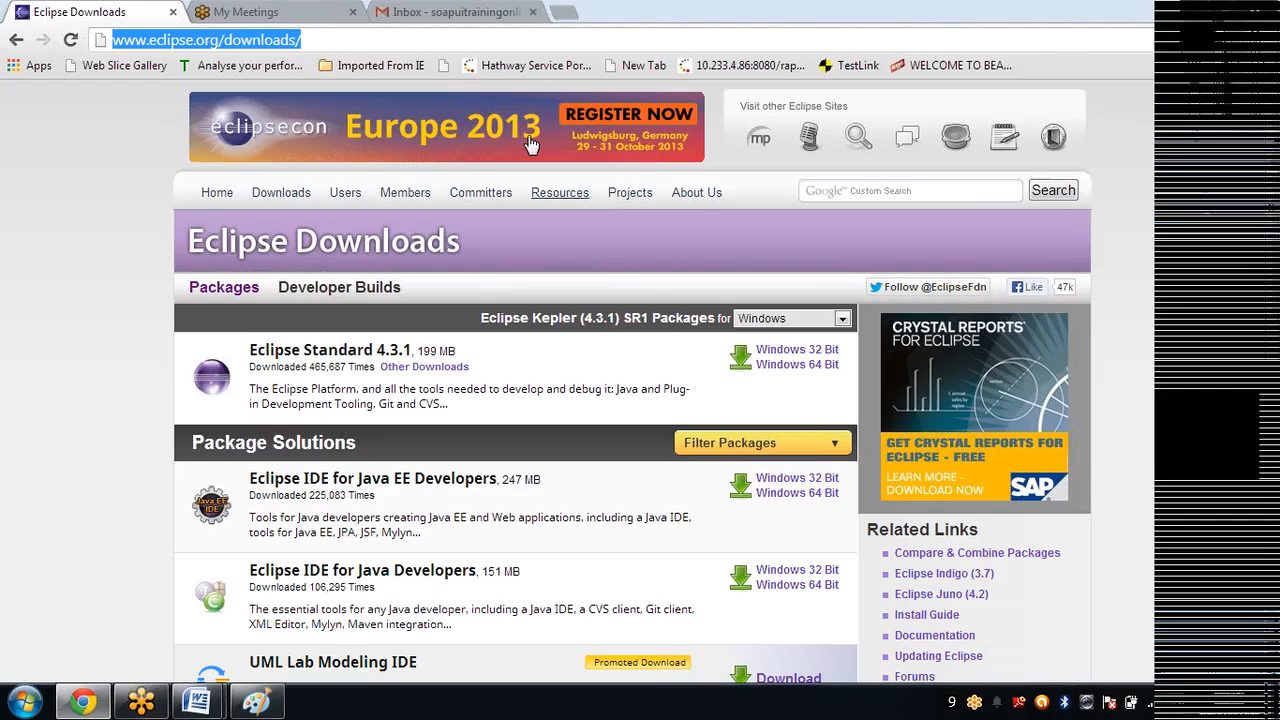 Eclipse Downloads
My Meetings
Inbox - soapuitrainingonli
www.eclipse.org/downloads/
Apps
Web Slice Gallery
Analyse your perfor...
Imported From IE
Hathway Service Por...
New Tab
10.233.4.86:8080/rap...
TestLink
WELCOME TO BEA...
eclipsecon Europe 2013
REGISTER NOW
Ludwigsburg, Germany
29 - 31 October 2013
Visit other Eclipse Sites
mp
Home Downloads Users Members Committers Resources Projects About Us
Google™ Custom Search
Search
Eclipse Downloads
Packages Developer Builds
Follow @EclipseFdn
Like 47k
Eclipse Kepler (4.3.1) SR1 Packages for Windows
Eclipse Standard 4.3.1, 199 MB
Downloaded 465,687 Times Other Downloads
The Eclipse Platform, and all the tools needed to develop and debug it: Java and Plug-
in Development Tooling, Git and CVS...
Windows 32 Bit
Windows 64 Bit
CRYSTAL REPORTS®
FOR ECLIPSE
GET CRYSTAL REPORTS FOR
ECLIPSE - FREE
LEARN MORE -
DOWNLOAD NOW
SAP
Package Solutions
Filter Packages
Eclipse IDE for Java EE Developers, 247 MB
Downloaded 225,083 Times
Tools for Java developers creating Java EE and Web applications, including a Java IDE,
tools for Java EE, JPA, JSF, Mylyn...
Windows 32 Bit
Windows 64 Bit
Java EE
IDE
Eclipse IDE for Java Developers, 151 MB
Downloaded 106,295 Times
The essential tools for any Java developer, including a Java IDE, a CVS client, Git client,
XML Editor, Mylyn, Maven integration...
Windows 32 Bit
Windows 64 Bit
UML Lab Modeling IDE
Promoted Download
Download
Related Links
Compare & Combine Packages
Eclipse Indigo (3.7)
Eclipse Juno (4.2)
Install Guide
Documentation
Updating Eclipse
Forums